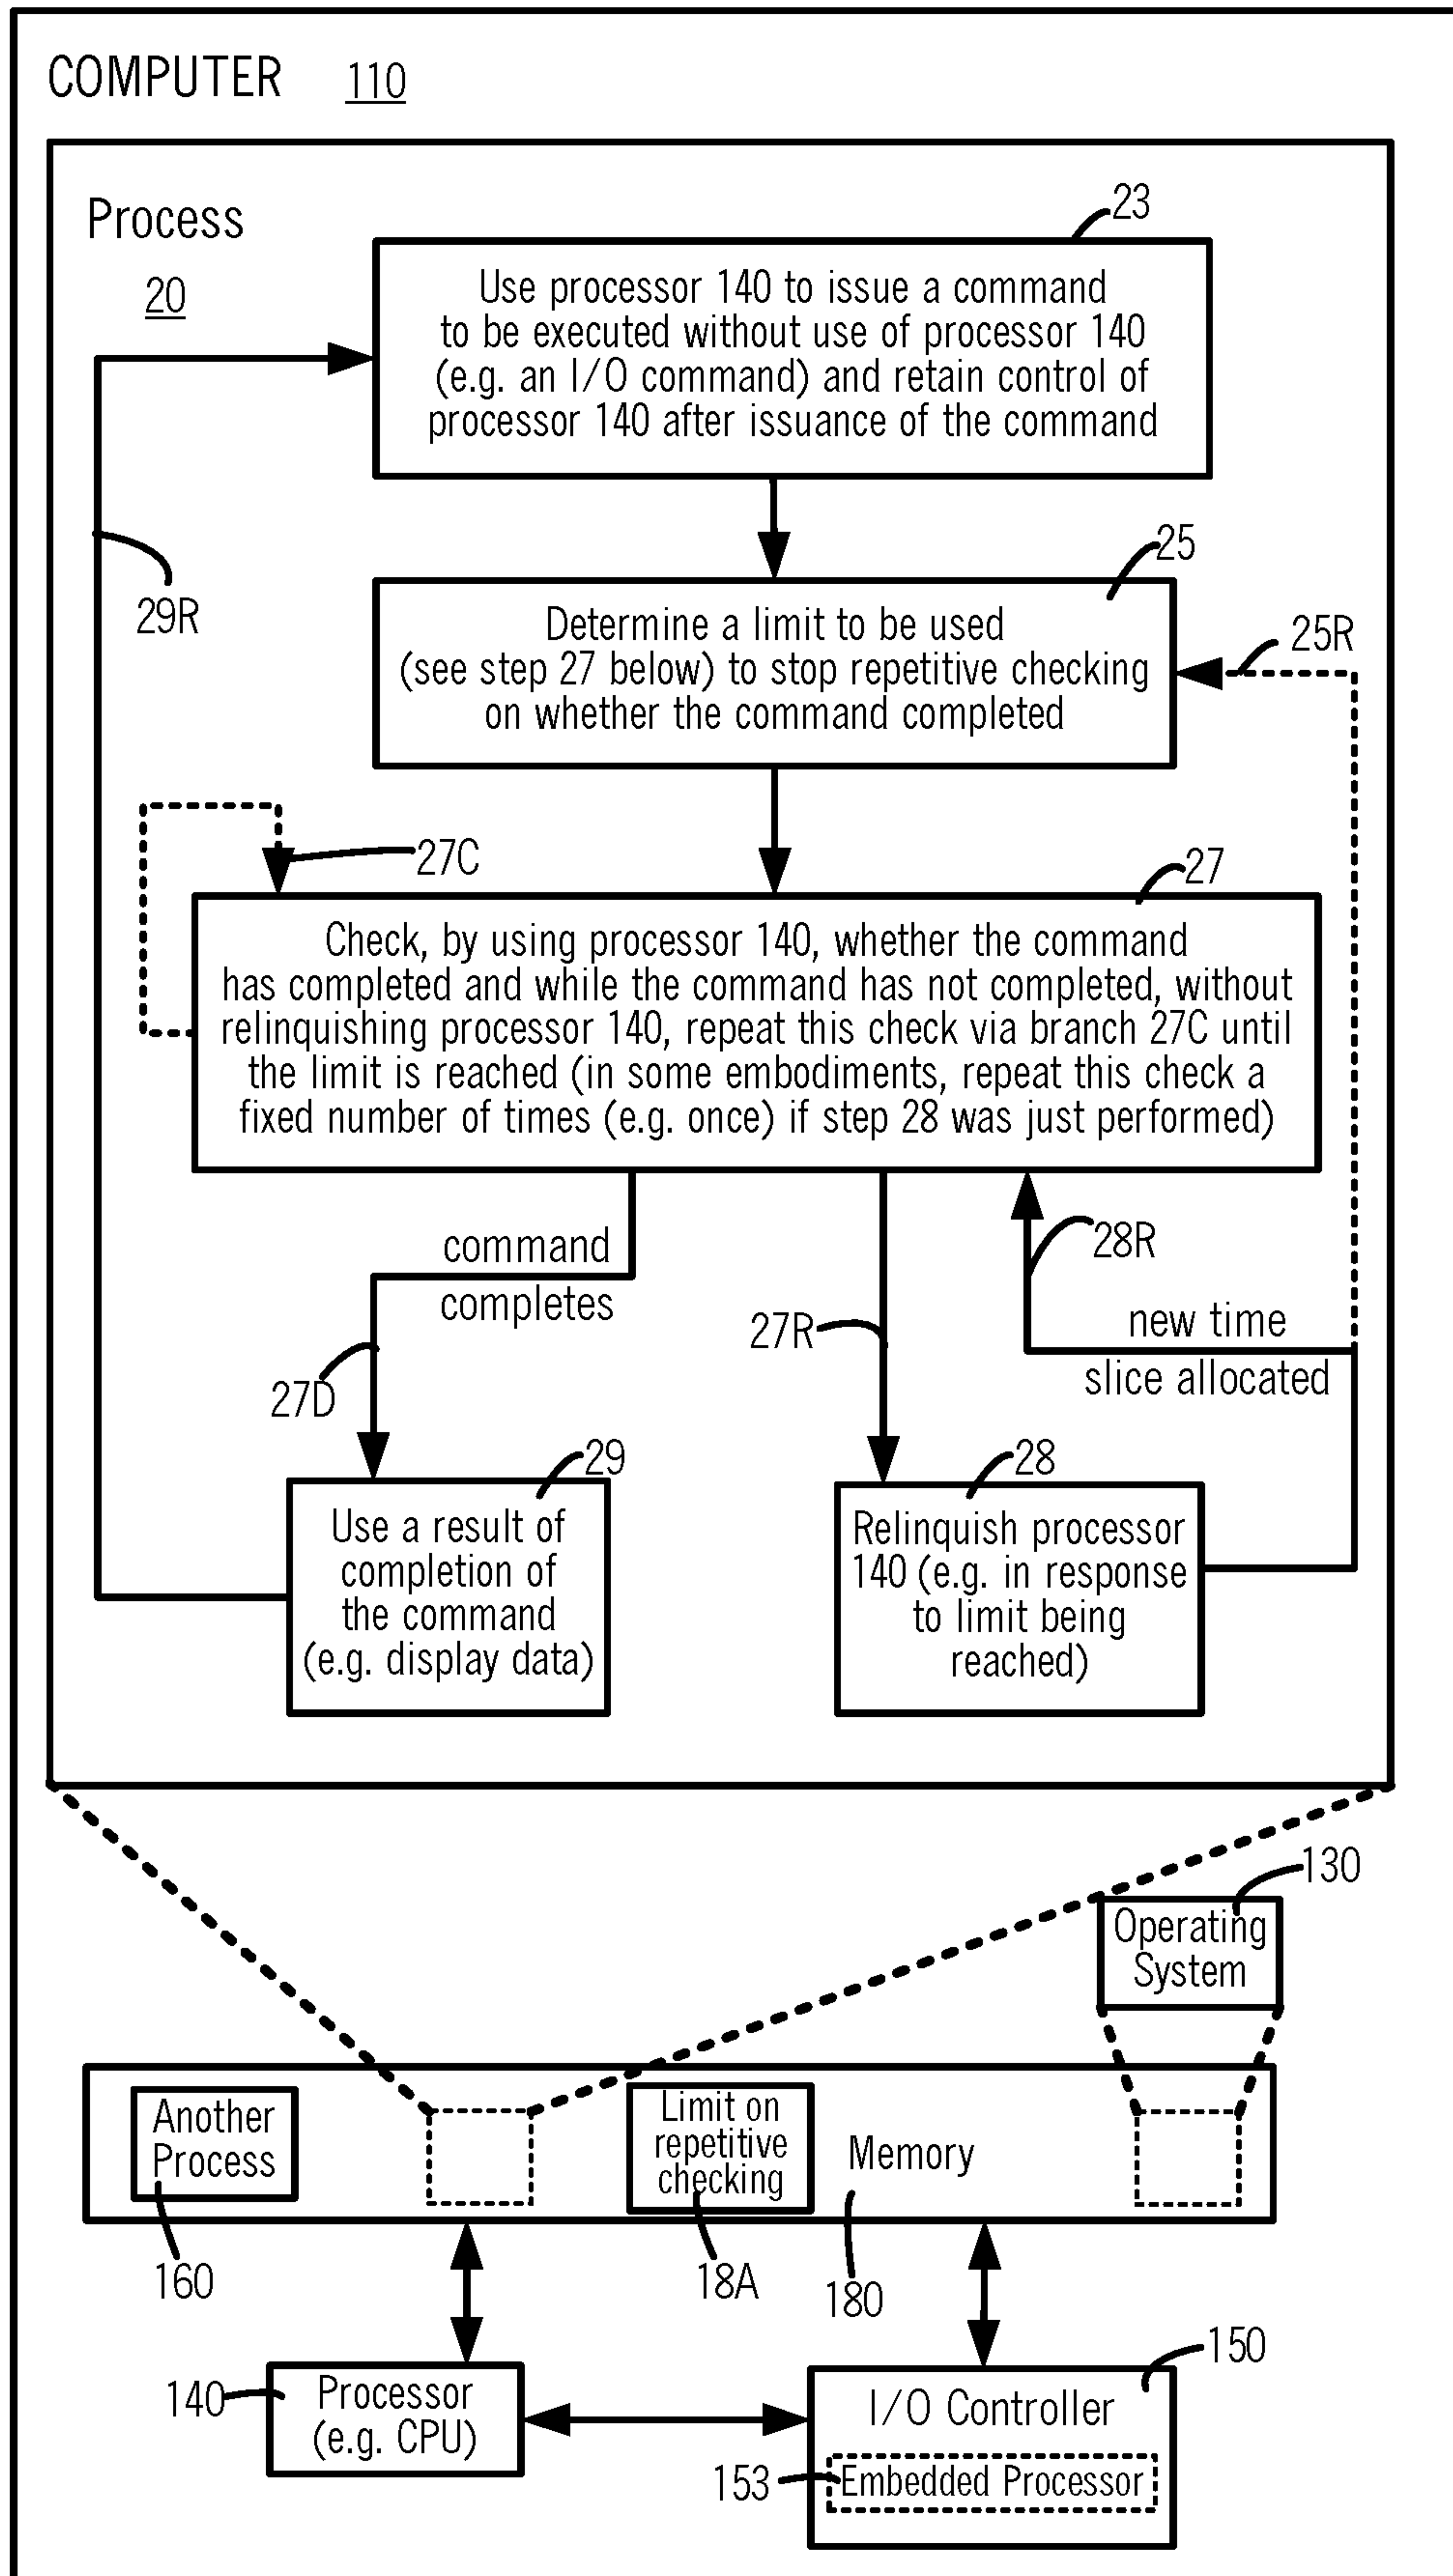 COMPUTER 110
Process
20
23
Use processor 140 to issue a command
to be executed without use of processor 140
(e.g. an I/O command) and retain control of
processor 140 after issuance of the command
29R
25
Determine a limit to be used
(see step 27 below) to stop repetitive checking
on whether the command completed
25R
27C
27
Check, by using processor 140, whether the command
has completed and while the command has not completed, without
relinquishing processor 140, repeat this check via branch 27C until
the limit is reached (in some embodiments, repeat this check a
fixed number of times (e.g. once) if step 28 was just performed)
command
completes
27D
27R
28R
new time
slice allocated
29
Use a result of
completion of
the command
(e.g. display data)
28
Relinquish processor
140 (e.g. in response
to limit being
reached)
130
Operating
System
Another
Process
160
Limit on
repetitive
checking
18A
Memory
180
140
Processor
(e.g. CPU)
150
I/O Controller
153
Embedded Processor